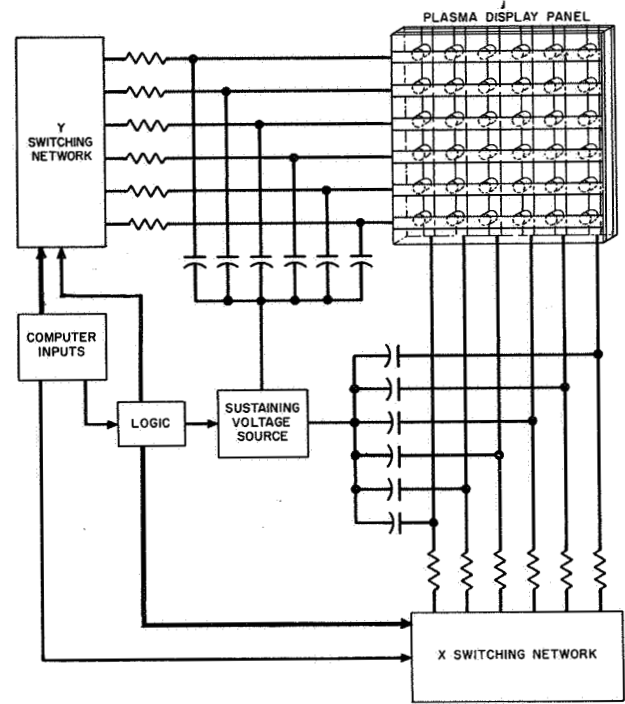 PLASMA DISPLAY PANEL
Y
SWITCHING
NETWORK
COMPUTER
INPUTS
LOGIC
SUSTAINING
VOLTAGE
SOURCE
X SWITCHING NETWORK